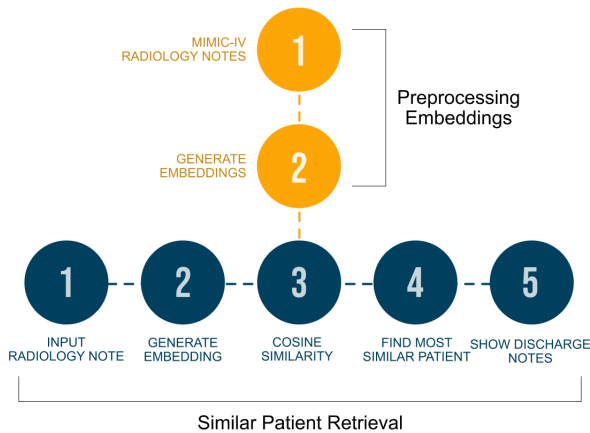 MIMIC-IV
RADIOLOGY NOTES
1
Preprocessing
Embeddings
GENERATE
EMBEDDINGS
2
1
2
3
4
5
INPUT
RADIOLOGY NOTE
GENERATE
EMBEDDING
COSINE
SIMILARITY
FIND MOST
SIMILAR PATIENT
SHOW DISCHARGE
NOTES
Similar Patient Retrieval